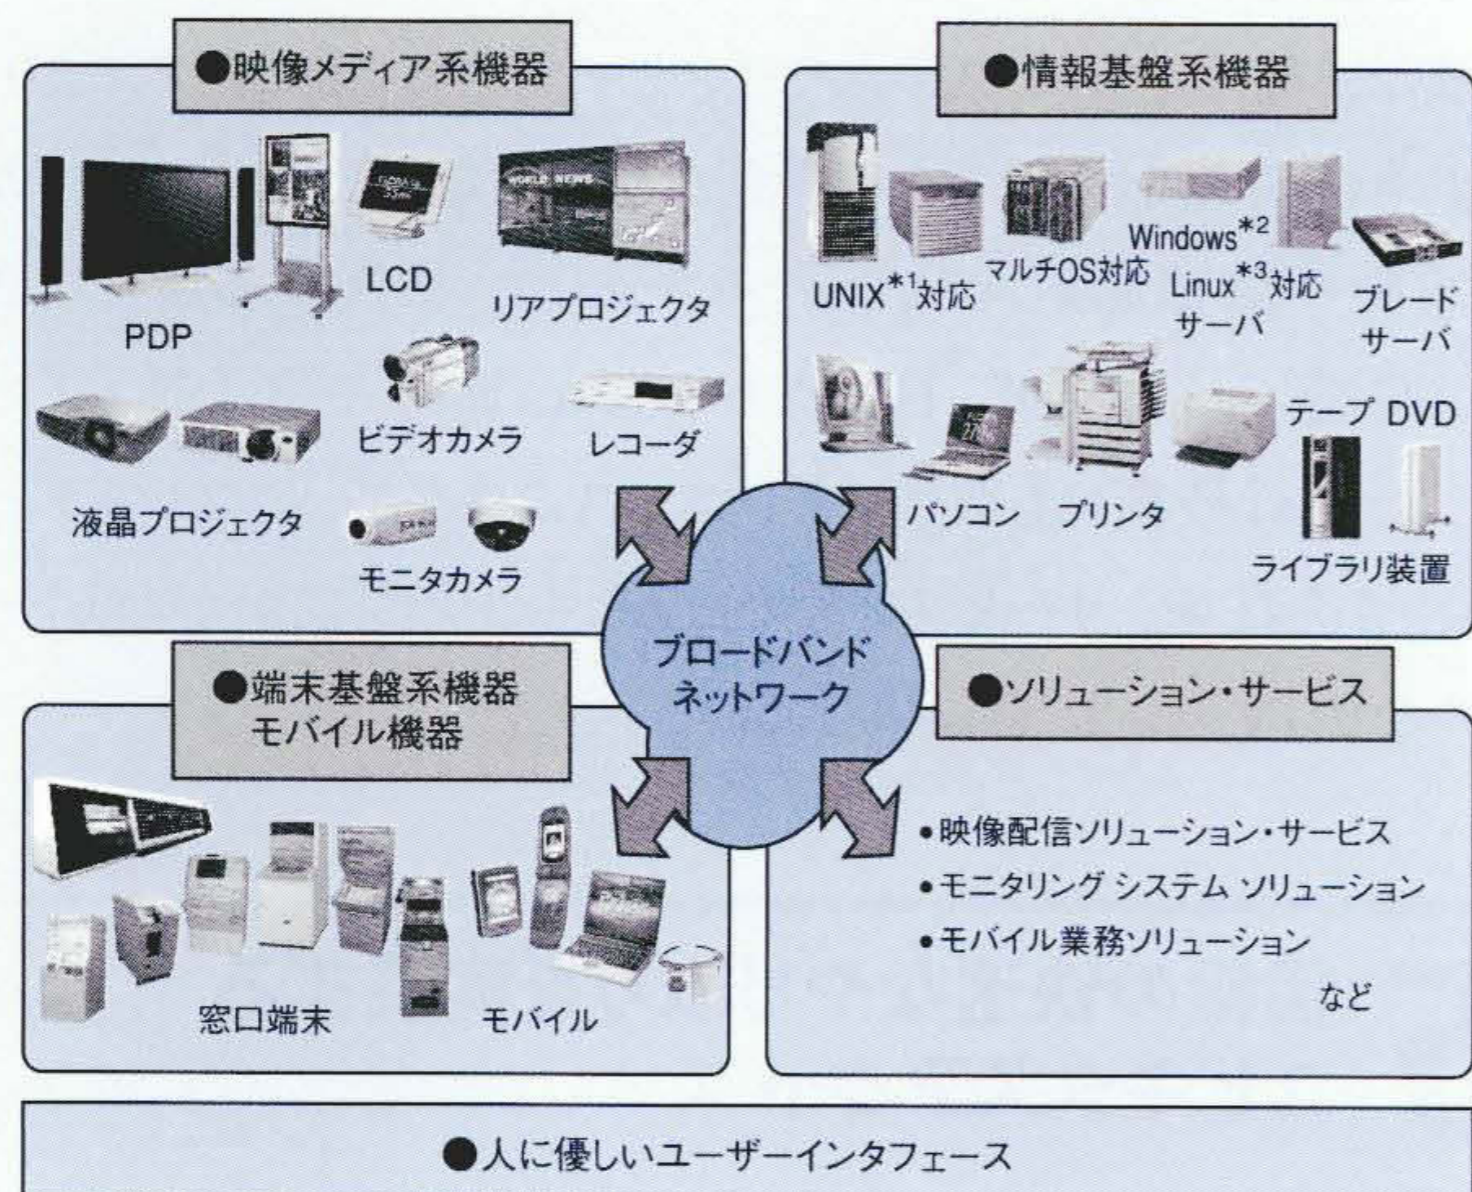 ●映像メディア系機器
PDP
LCD
WORLD NEWS
リアプロジェクタ
ビデオカメラ
レコーダ
液晶プロジェクタ
モニタカメラ
●情報基盤系機器
UNIX*1対応
マルチOS対応
Windows*2
Linux*3対応
サーバ
ブレード
サーバ
パソコン
プリンタ
テープ DVD
ライブラリ装置
ブロードバンド
ネットワーク
●端末基盤系機器
モバイル機器
窓口端末
モバイル
●ソリューション・サービス
•映像配信ソリューション・サービス
•モニタリング システム ソリューション
•モバイル業務ソリューション
など
●人に優しいユーザーインタフェース